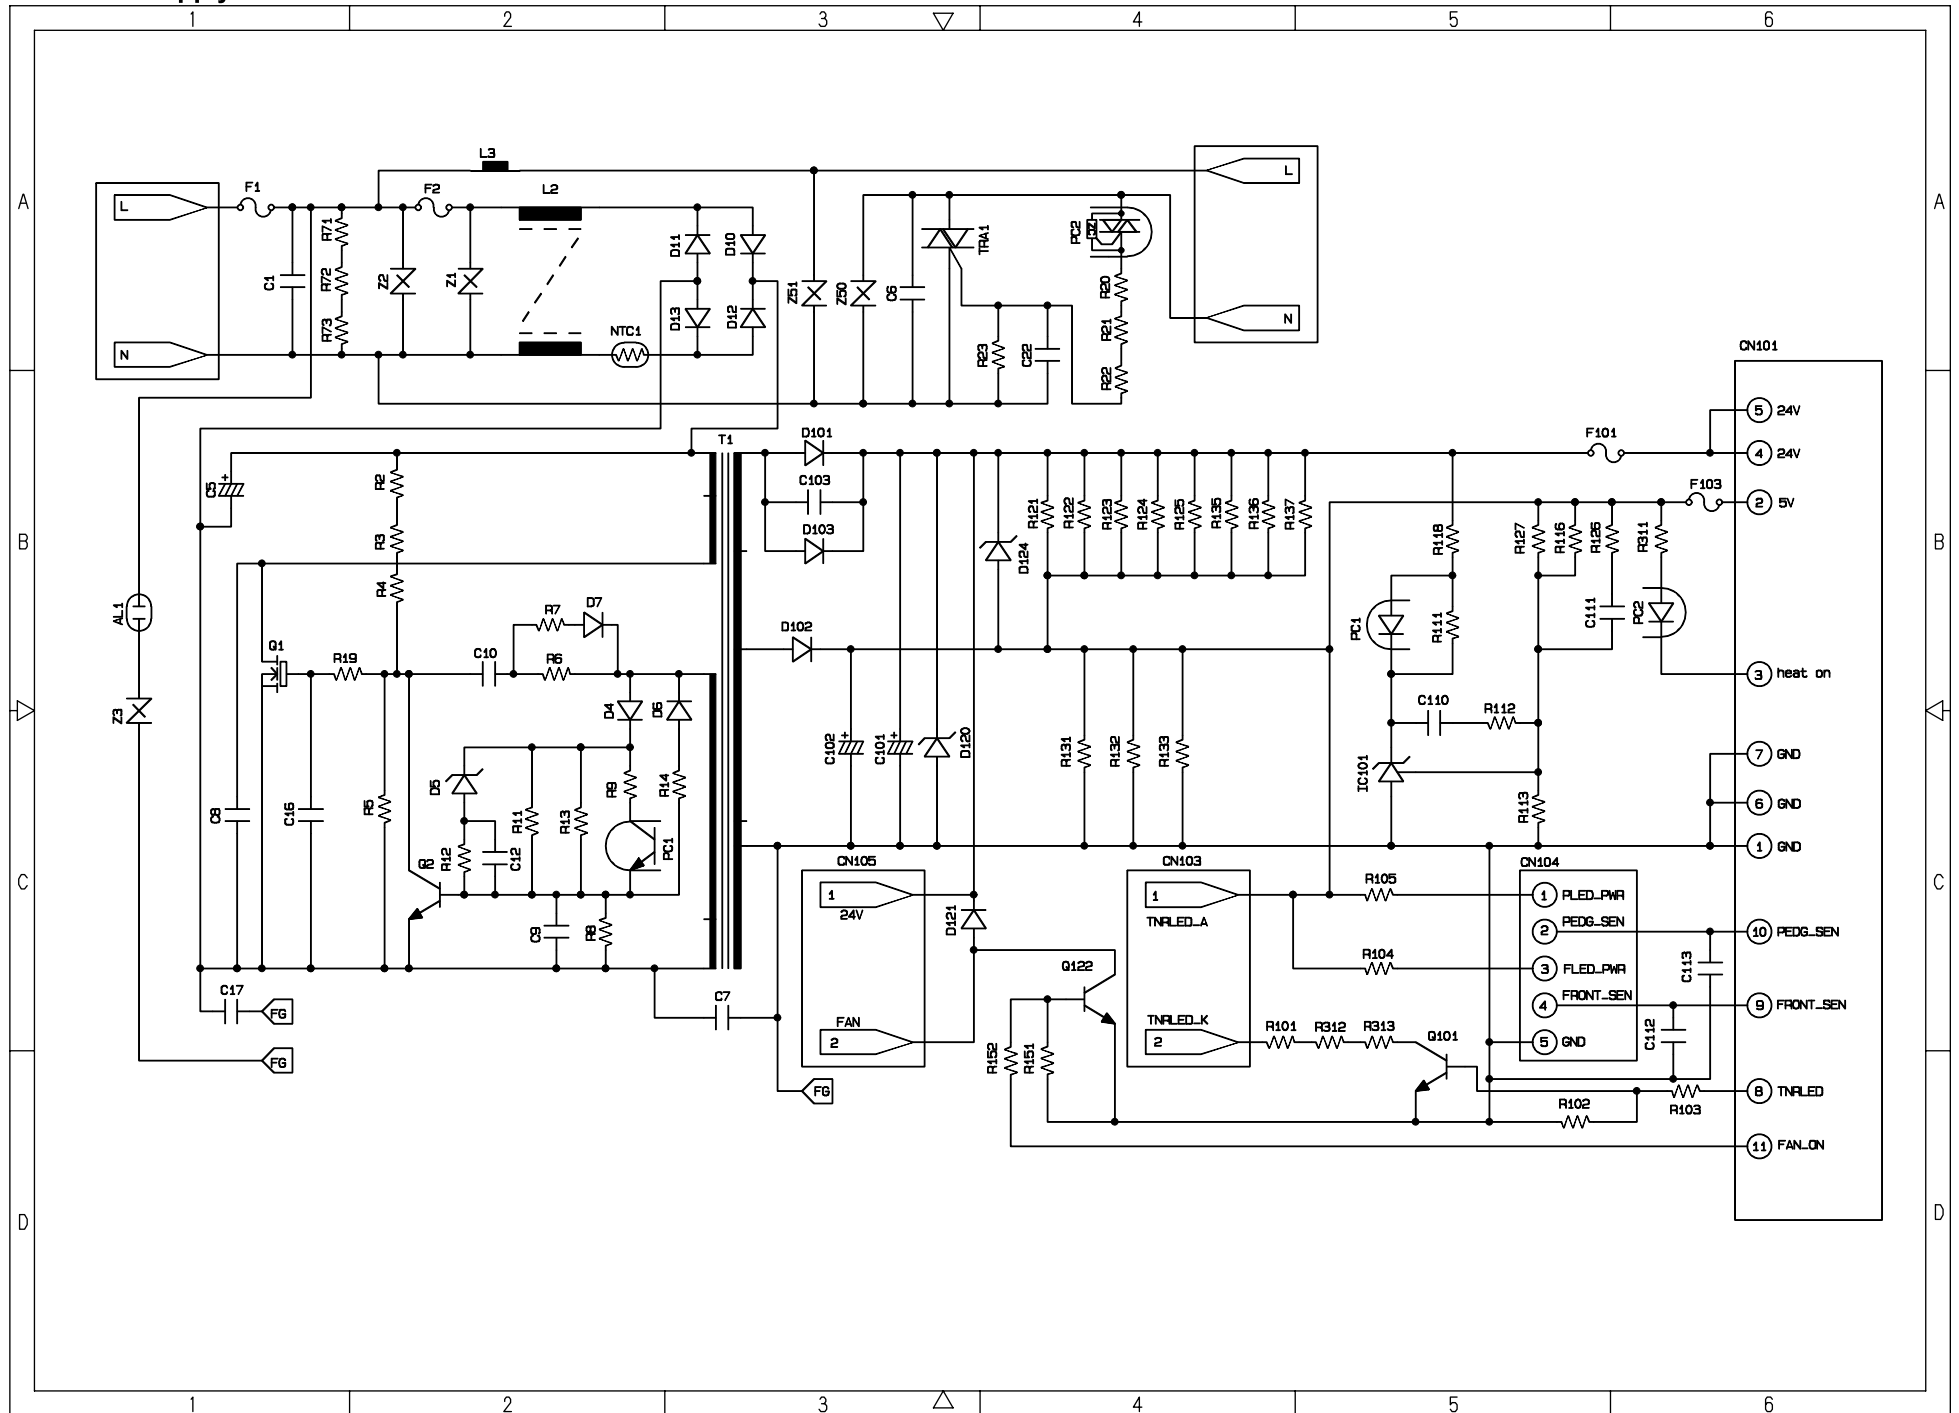 1 2 3 4 5 6
A A
L3
F1 F2 L2
L
L
R71 D11 D10 PC2 TRA1
C1 R72 Z2 Z1 Z51 Z50 C6 R20
R73 NTC1 D13 D12 R21 N
N
R23 C22 R22
CN101
5 24V
T1 D101 F101
4 24V
C5 R2 C103 F103
R121 R122 R123 R124 R125 R135 R136 R137
2 5V
B B
R3 D103 D124 R118 R127 R116 R126 R311
R4
AL1 R7 D7 D102 PC1 R111 C111 PC2
Q1 R19 C10 R6
3 heat on
Z3 D4 D6 C110 R112
C102 C101 D120 R131 R132 R133
7 GND
D5 R9 R14 IC101
C8 C16 R5 R11 R13 R113
6 GND
Q2 R12 C12 PC1
1 GND
CN105 CN103 CN104
C C
1 24V
1 TNRLED_A
R105
1 PLED_PWR
C9 R8 D121
2 PEDG_SEN
10 PEDG_SEN
R104
3 FLED_PWR
Q122 C113
C17 FG C7
4 FRONT_SEN
9 FRONT_SEN
FAN
2
TNRLED_K
2
R101 R312 R313 Q101
5 GND
C112
FG R152 R151
FG
R102 R103
8 TNRLED
11 FAN_ON
D D
1 2 3 4 5 6